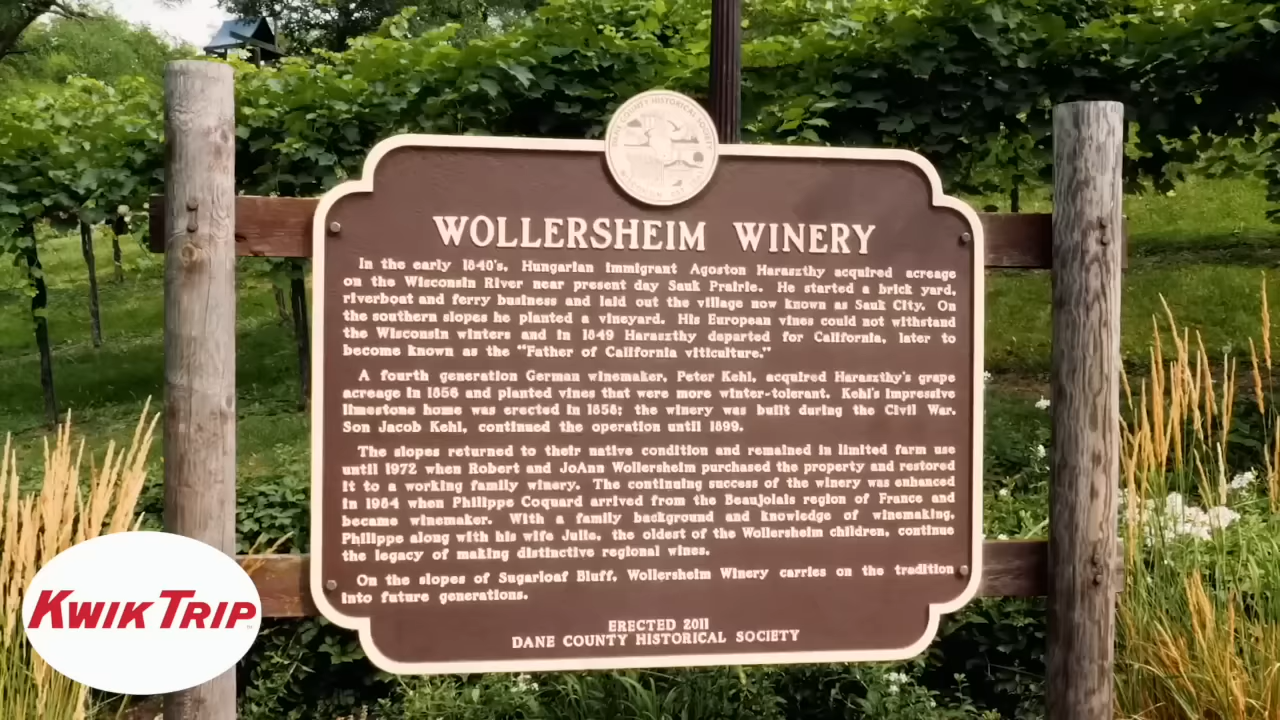 DANE COUNTY HISTORICAL SOCIETY
WOLLERSHEIM WINERY
In the early 1840's, Hungarian immigrant Agoston Haraszthy acquired acreage
on the Wisconsin River near present day Sauk Prairie. He started a brick yard,
riverboat and ferry business and laid out the village now known as Sauk City. On
the southern slopes he planted a vineyard. His European vines could not withstand
the Wisconsin winters and in 1849 Haraszthy departed for California, later to
become known as the "Father of California viticulture."
A fourth generation German winemaker, Peter Kehl, acquired Haraszthy's grape
acreage in 1856 and planted vines that were more winter-tolerant. Kehl's impressive
limestone home was erected in 1858; the winery was built during the Civil War.
Son Jacob Kehl, continued the operation until 1899.
The slopes returned to their native condition and remained in limited farm use
until 1972 when Robert and JoAnn Wollersheim purchased the property and restored
it to a working family winery. The continuing success of the winery was enhanced
in 1984 when Philippe Coquard arrived from the Beaujolais region of France and
became winemaker. With a family background and knowledge of winemaking,
Philippe along with his wife Julie, the oldest of the Wollersheim children, continue
the legacy of making distinctive regional wines.
On the slopes of Sugarloaf Bluff, Wollersheim Winery carries on the tradition
into future generations.
ERECTED 2011
DANE COUNTY HISTORICAL SOCIETY
KWIK TRIP